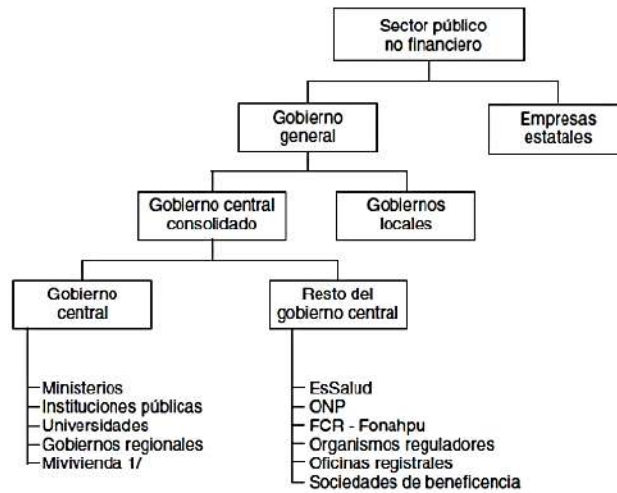 Sector público
no financiero
Gobierno
general
Empresas
estatales
Gobierno central
consolidado
Gobiernos
locales
Gobierno
central
Resto del
gobierno central
Ministerios
Instituciones públicas
Universidades
Gobiernos regionales
Mivivienda 1/
EsSalud
ONP
FCR - Fonahpu
Organismos reguladores
Oficinas registrales
Sociedades de beneficencia